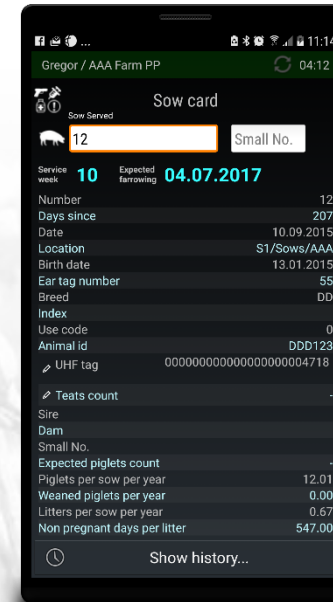 ... 11:14
Gregor / AAA Farm PP 04:12
Sow card
Sow Served
12 Small No.
Service week 10 Expected farrowing 04.07.2017
Number 12
Days since 207
Date 10.09.2015
Location S1/Sows/AAA
Birth date 13.01.2015
Ear tag number 55
Breed DD
Index
Use code 0
Animal id DDD123
UHF tag 000000000000000000004718
Teats count -
Sire
Dam
Small No.
Expected piglets count -
Piglets per sow per year 12.01
Weaned piglets per year 0.00
Litters per sow per year 0.67
Non pregnant days per litter 547.00
Show history...